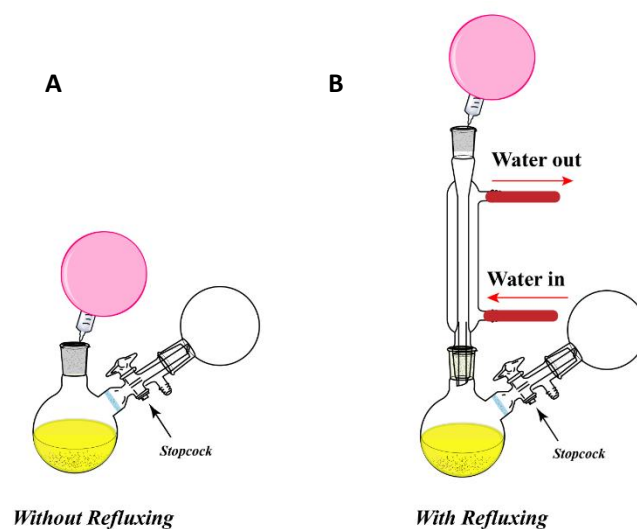 A
B
Water out
Water in
Stopcock
Stopcock
Without Refluxing
With Refluxing